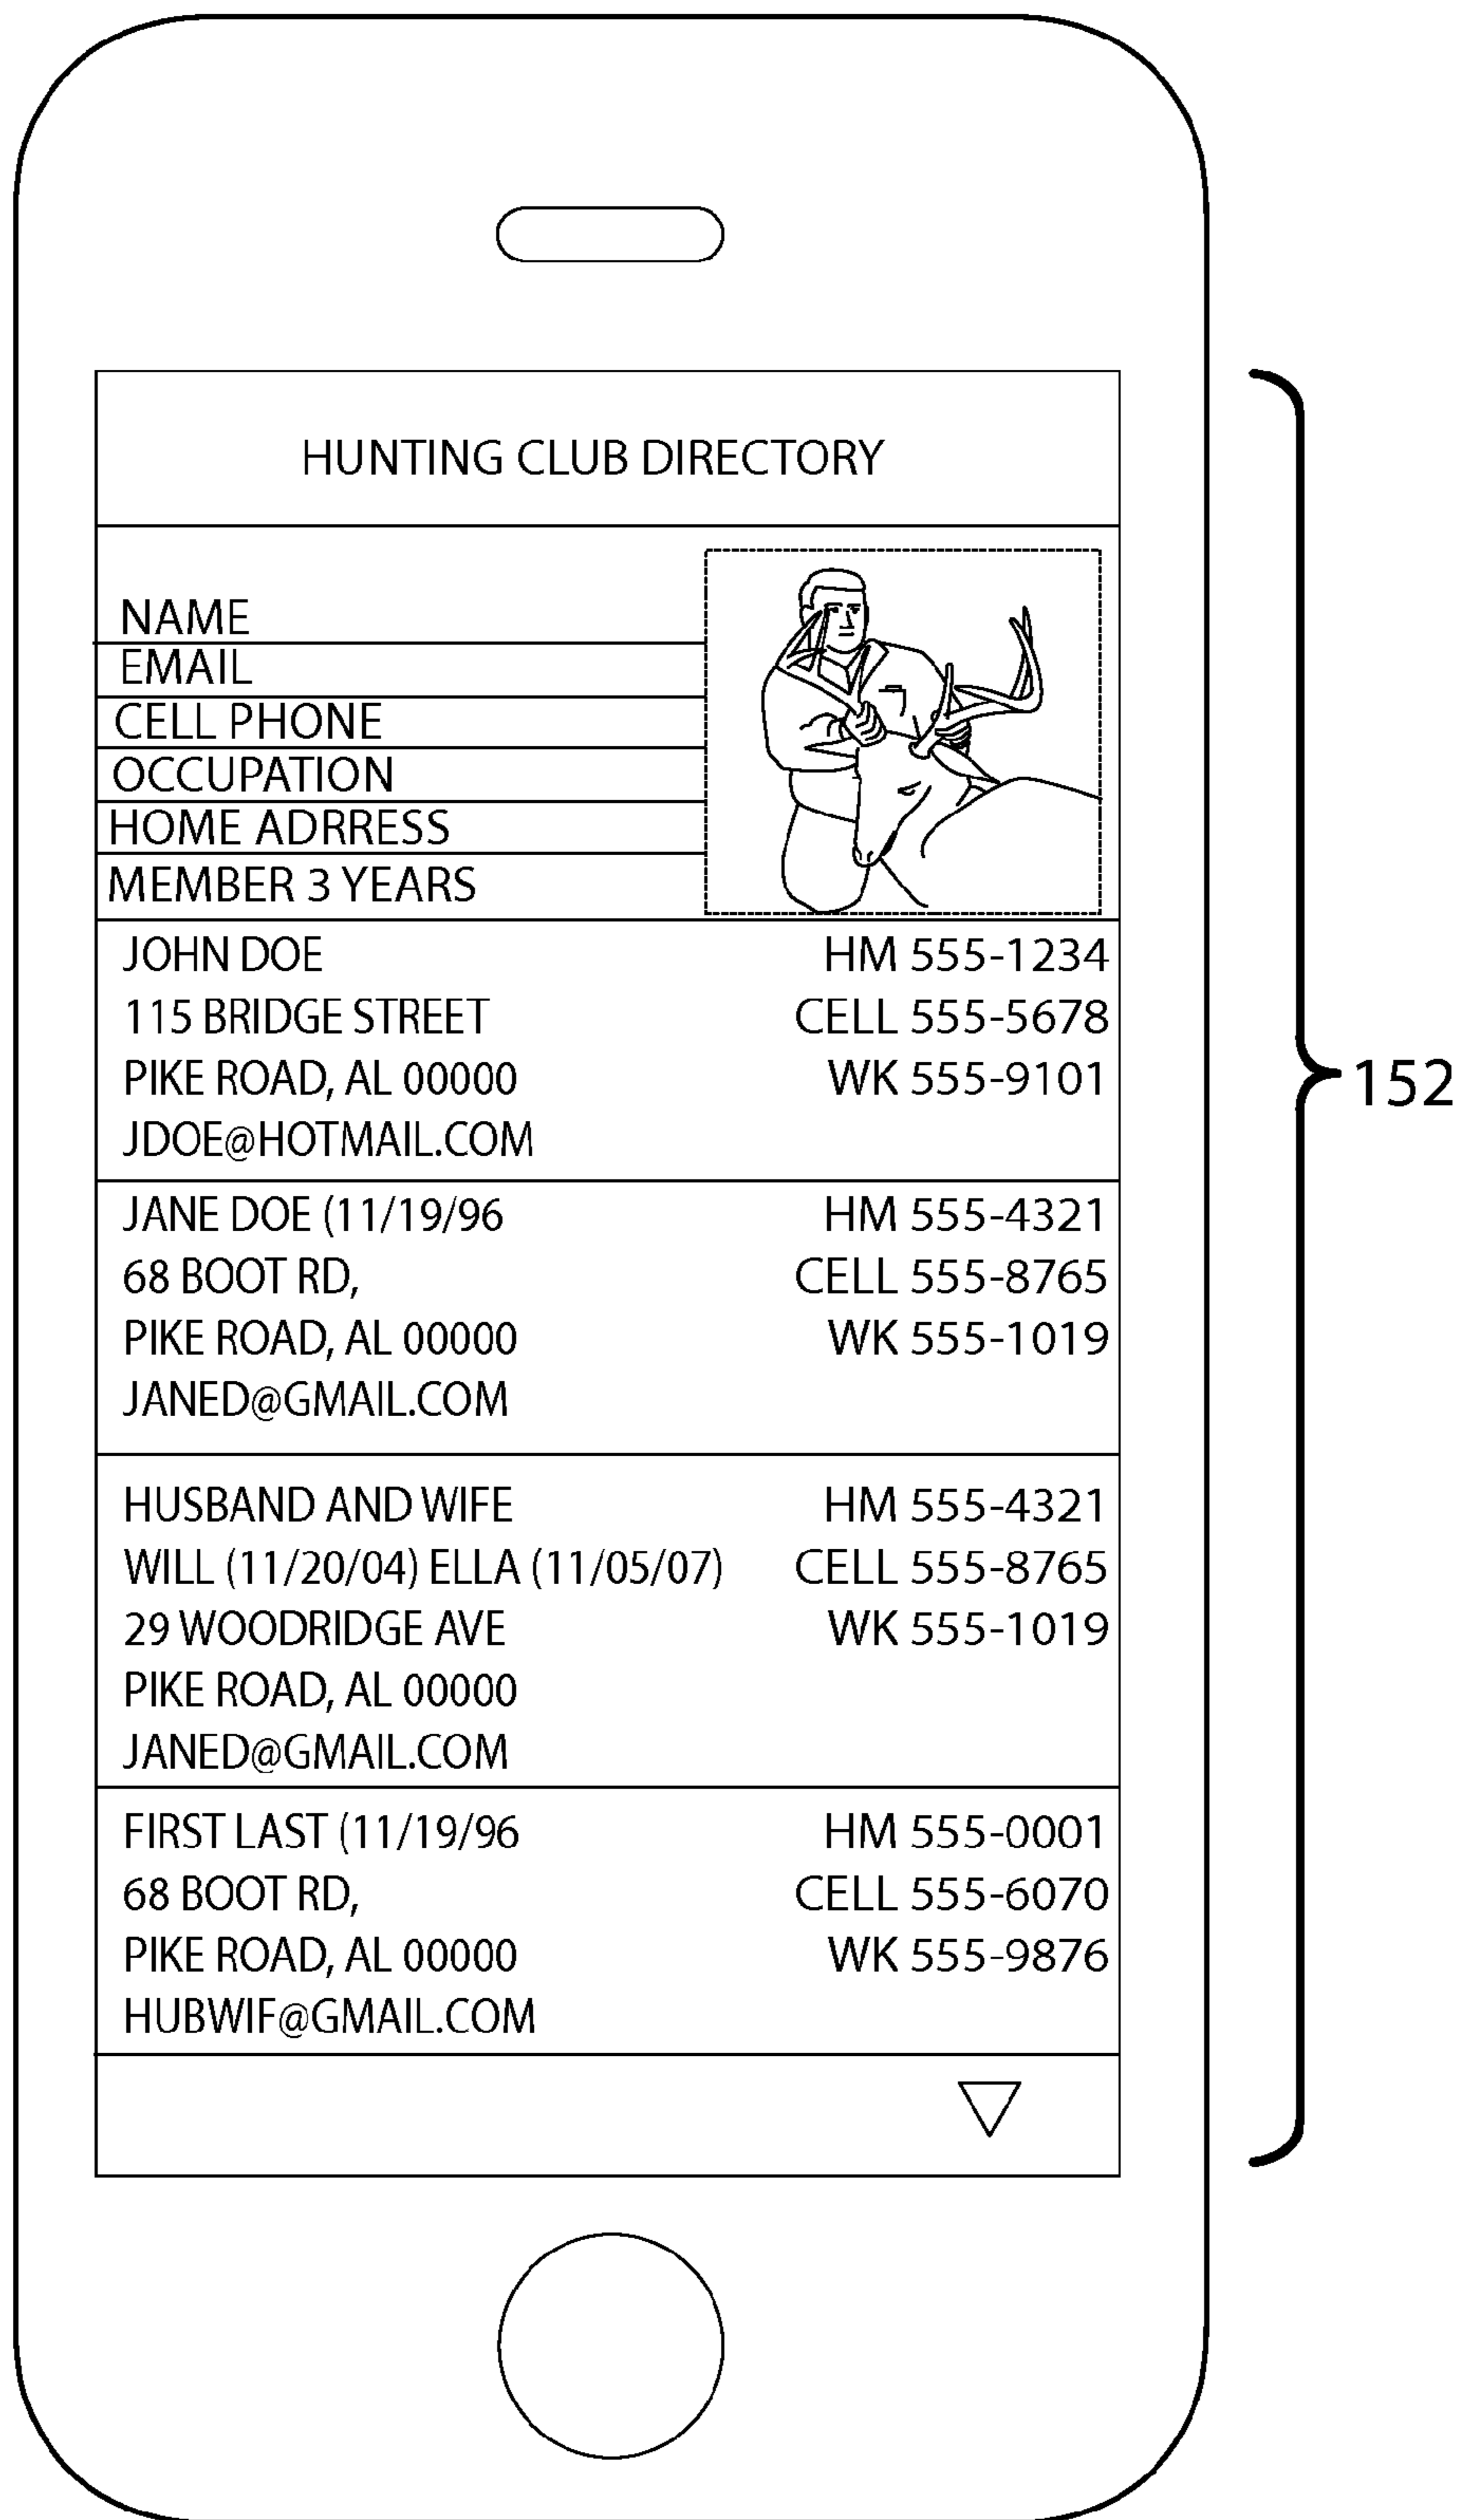 HUNTING CLUB DIRECTORY
NAME
EMAIL
CELL PHONE
OCCUPATION
HOME ADRRESS
MEMBER 3 YEARS
JOHN DOE HM 555-1234
115 BRIDGE STREET CELL 555-5678
PIKE ROAD, AL 00000 WK 555-9101
JDOE@HOTMAIL.COM
JANE DOE (11/19/96 HM 555-4321
68 BOOT RD, CELL 555-8765
PIKE ROAD, AL 00000 WK 555-1019
JANED@GMAIL.COM
HUSBAND AND WIFE HM 555-4321
WILL (11/20/04) ELLA (11/05/07) CELL 555-8765
29 WOODRIDGE AVE WK 555-1019
PIKE ROAD, AL 00000
JANED@GMAIL.COM
FIRST LAST (11/19/96 HM 555-0001
68 BOOT RD, CELL 555-6070
PIKE ROAD, AL 00000 WK 555-9876
HUBWIF@GMAIL.COM
152